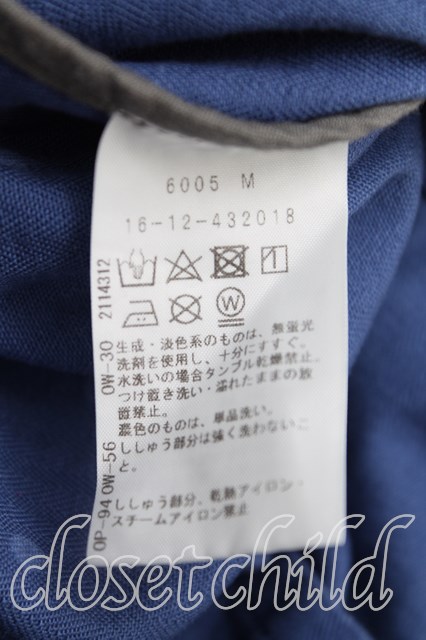 6005 M
16-12-432018
W
生成・淡色系のものは、無蛍光
洗剤を使用し、十分にすすぐ。
水洗いの場合タンブル乾燥禁止。
つけ置き洗い・濡れたままの放
置禁止。
濃色のものは、単品洗い。
ししゅう部分は強く洗わないこ
と。
ししゅう部分、乾熱アイロン・
スチームアイロン禁止
OP-94 OW-56 OW-30 2114312
closetchild